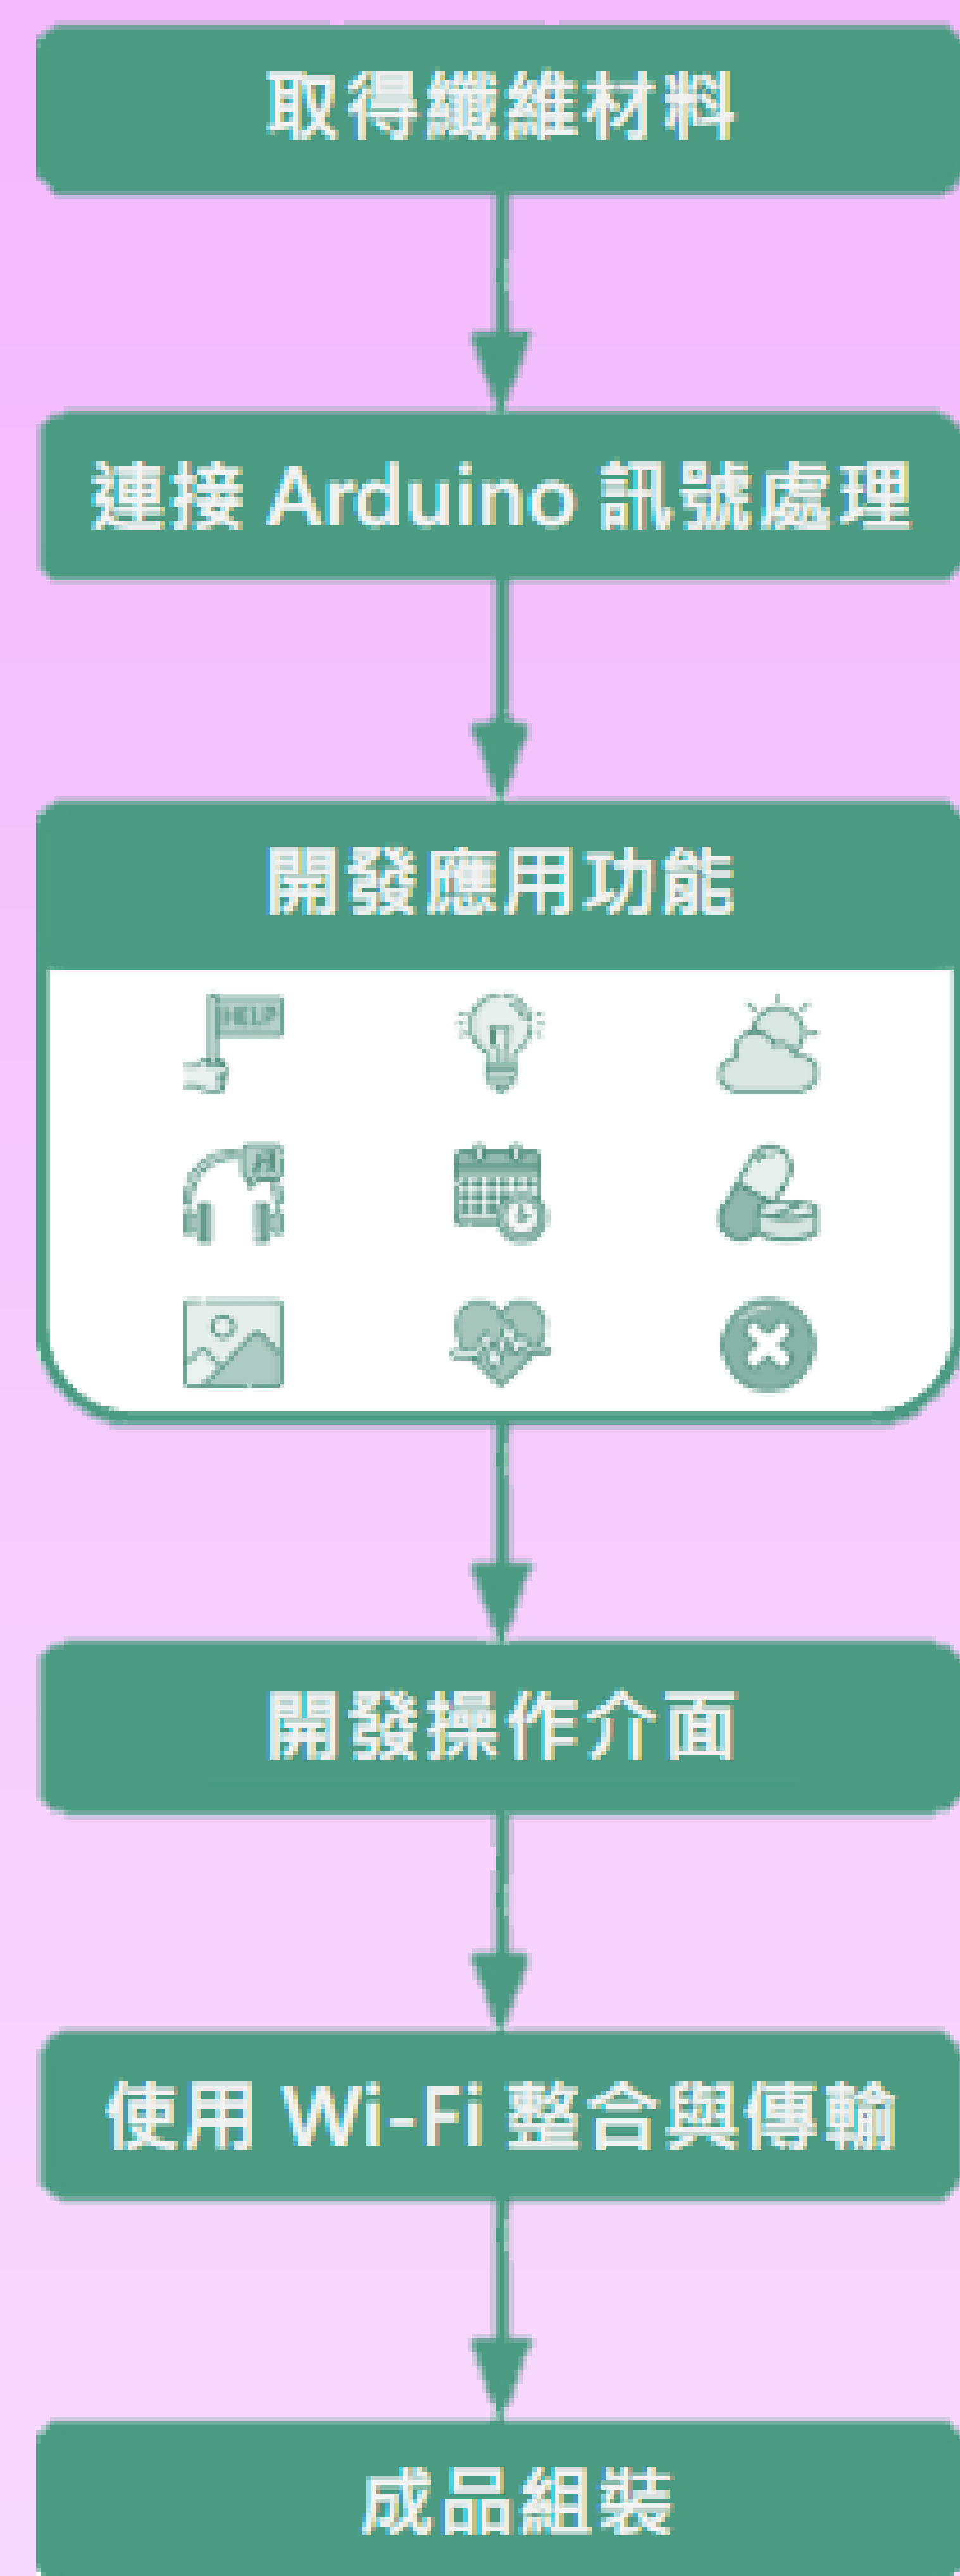 取得纖維材料
連接 Arduino 訊號處理
開發應用功能
HELP
開發操作介面
使用 Wi-Fi 整合與傳輸
成品組裝